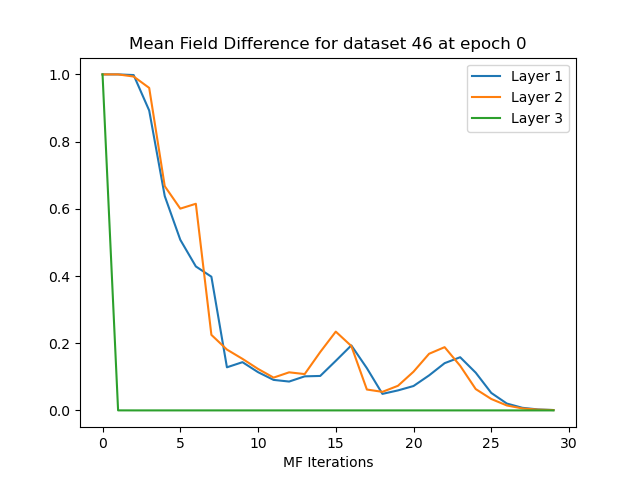 Mean Field Difference for dataset 46 at epoch 0
Layer 1
Layer 2
Layer 3
1.0
0.8
0.6
0.4
0.2
0.0
0 5 10 15 20 25 30
MF Iterations